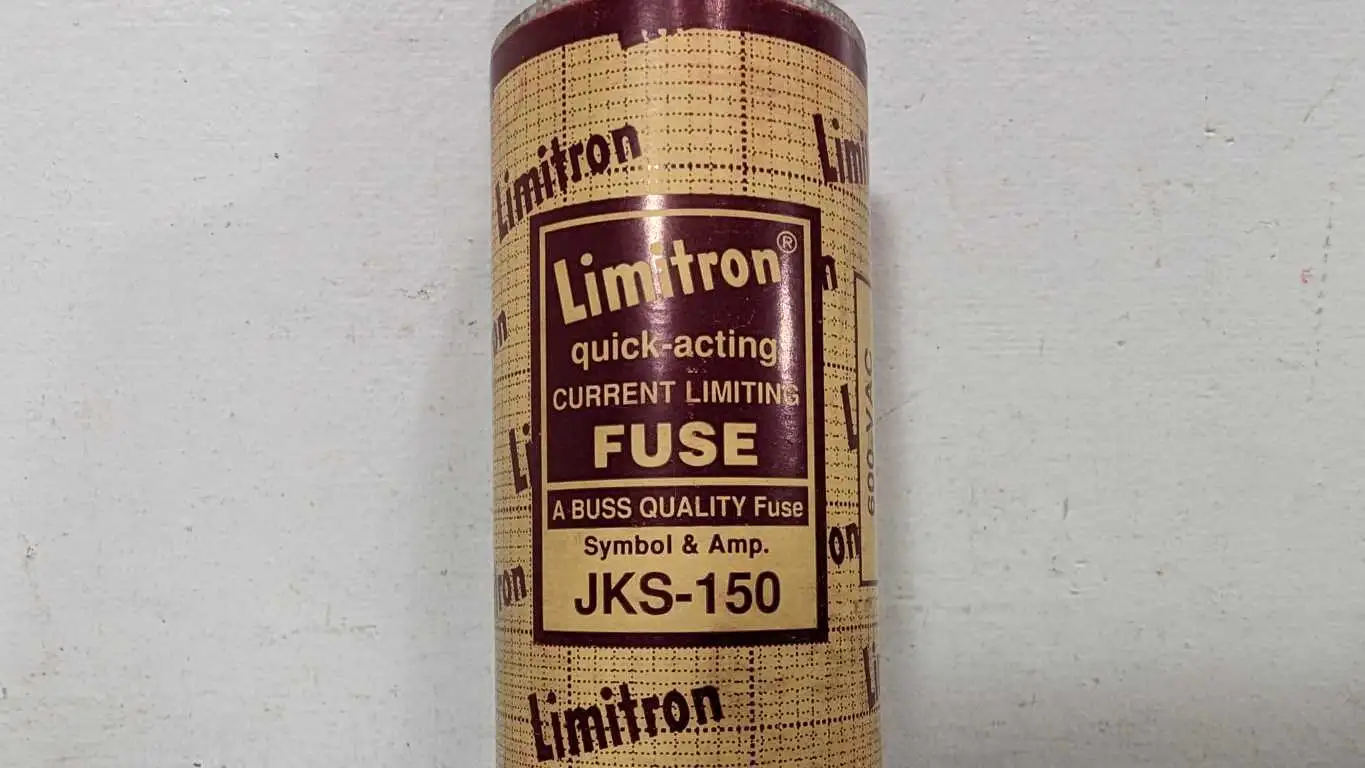 Limitron
Limitron®
quick-acting
CURRENT LIMITING
FUSE
A BUSS QUALITY Fuse
Symbol & Amp.
JKS-150
600 VAC
Limitron